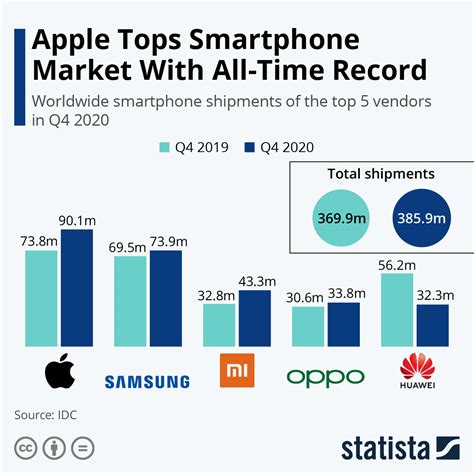 Apple Tops Smartphone
Market With All-Time Record
Worldwide smartphone shipments of the top 5 vendors
in Q4 2020
Q4 2019 Q4 2020
Total shipments
369.9m 385.9m
73.8m 90.1m 69.5m 73.9m 32.8m 43.3m 30.6m 33.8m 56.2m 32.3m
SAMSUNG mi oppo HUAWEI
Source: IDC
cc
statista